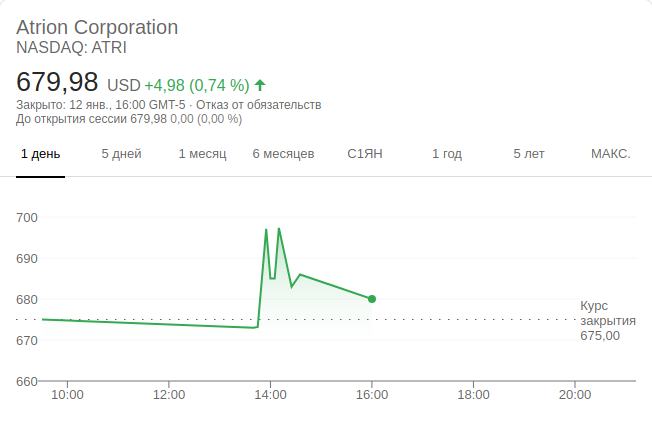 Atrion Corporation
NASDAQ: ATRI
679,98 USD +4,98 (0,74 %)
Закрыто: 12 янв., 16:00 GMT-5 · Отказ от обязательств
До открытия сессии 679,98 0,00 (0,00 %)
1 день 5 дней 1 месяц 6 месяцев С1ЯН 1 год 5 лет МАКС.
700
690
680
Курс
закрытия
675,00
670
660
10:00 12:00 14:00 16:00 18:00 20:00